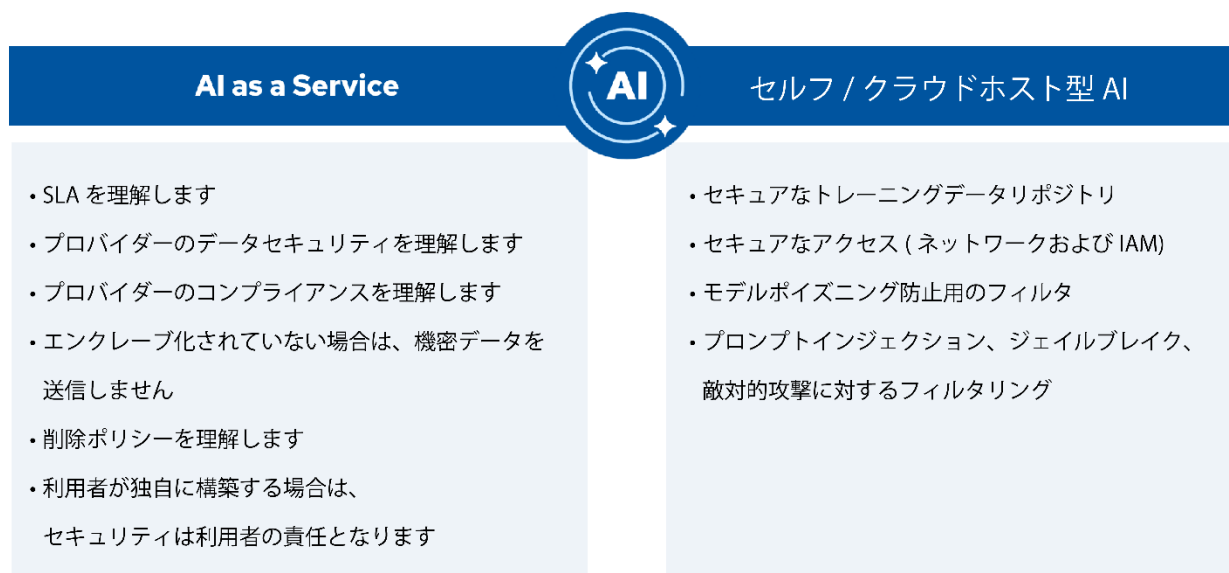 AI as a Service
AI
セルフ / クラウドホスト型 AI
・SLA を理解します
・プロバイダーのデータセキュリティを理解します
・プロバイダーのコンプライアンスを理解します
・エンクレーブ化されていない場合は、機密データを
送信しません
・削除ポリシーを理解します
・利用者が独自に構築する場合は、
セキュリティは利用者の責任となります
・セキュアなトレーニングデータリポジトリ
・セキュアなアクセス ( ネットワークおよび IAM)
・モデルポイズニング防止用のフィルタ
・プロンプトインジェクション、ジェイルブレイク、
敵対的攻撃に対するフィルタリング